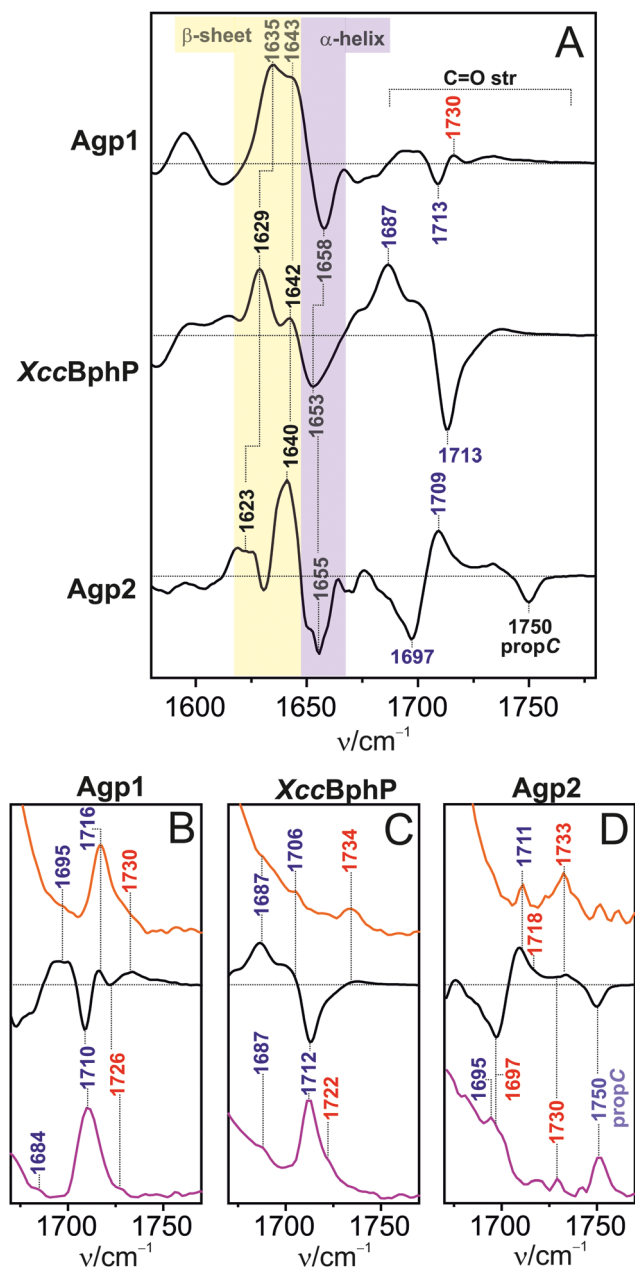 β-sheet
1635
1643
α-helix
A
C=O str
Agp1
1730
1713
1687
1629
1642
1658
XccBphP
1653
1713
1640
1709
1623
Agp2
1655
1697
1750
propC
1600
1650
1700
1750
ν/cm⁻¹
Agp1
B
1716
1695
1730
1710
1726
1684
1700
1750
ν/cm⁻¹
XccBphP
C
1706
1734
1687
1687
1712
1722
1700
1750
ν/cm⁻¹
Agp2
D
1711
1733
1718
1695
1697
1730
1750
propC
1700
1750
ν/cm⁻¹